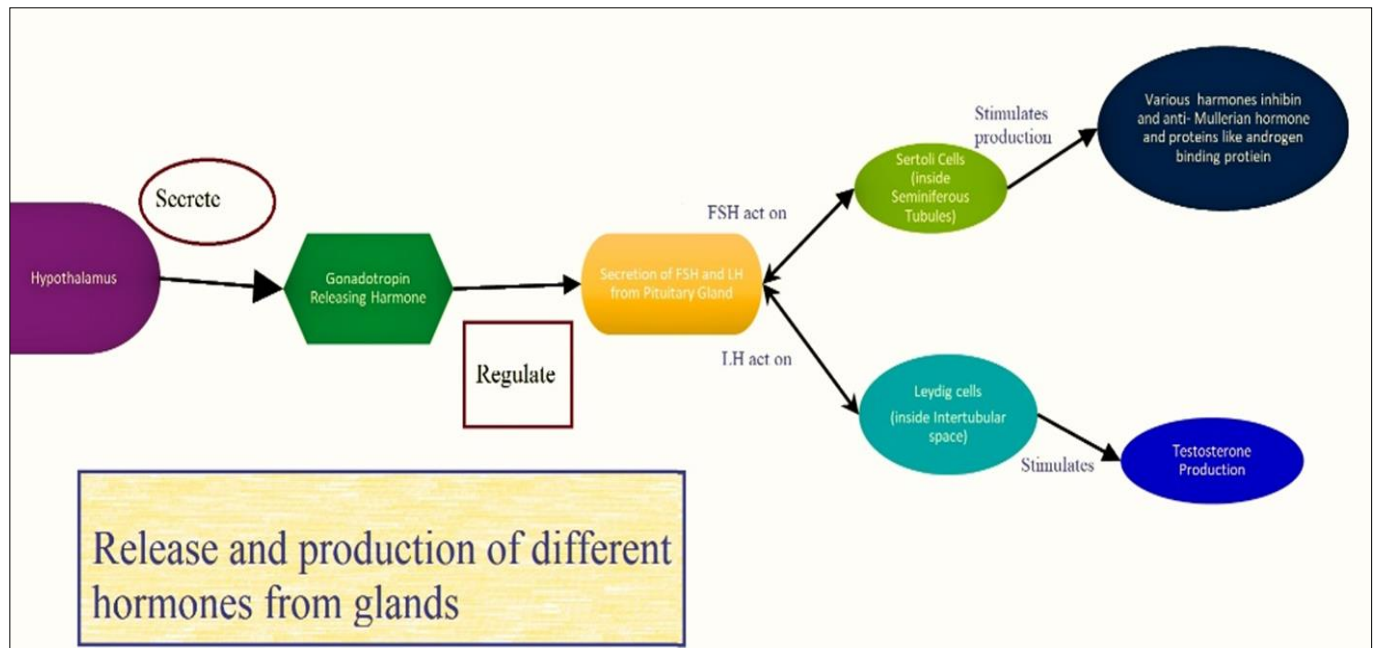 Secrete
Hypothalamus
Gonadotropin
Releasing Harmone
Regulate
Secretion of FSH and LH
from Pituitary Gland
FSH act on
LH act on
Sertoli Cells
(inside
Seminiferous
Tubules)
Stimulates
production
Various harmones inhibin
and anti- Mullerian hormone
and proteins like androgen
binding protiein
Leydig cells
(inside Intertubular
space)
Stimulates
Testosterone
Production
Release and production of different
hormones from glands